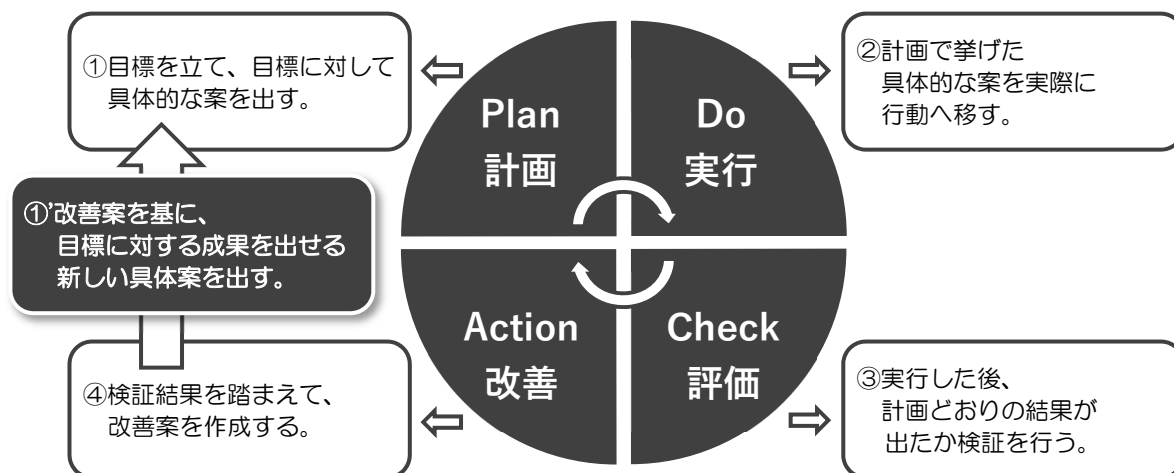 ①目標を立て、目標に対して
具体的な案を出す。
Plan
計画
Do
実行
②計画で挙げた
具体的な案を実際に
行動へ移す。
①’改善案を基に、
目標に対する成果を出せる
新しい具体案を出す。
Action
改善
Check
評価
④検証結果を踏まえて、
改善案を作成する。
③実行した後、
計画どおりの結果が
出たか検証を行う。